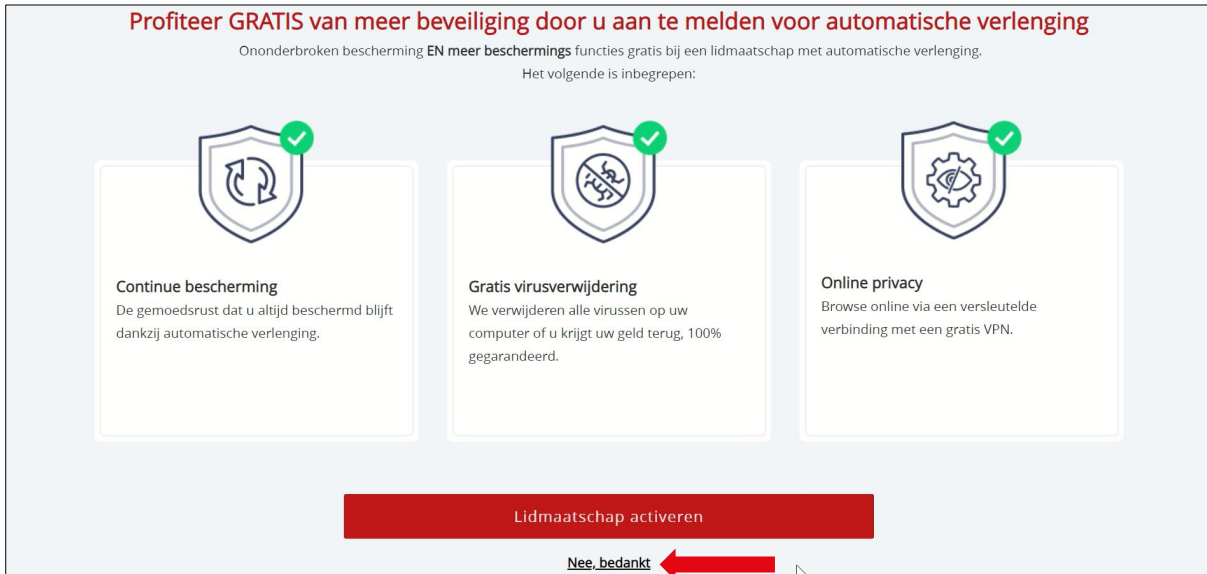 Profiteer GRATIS van meer beveiliging door u aan te melden voor automatische verlenging
Ononderbroken bescherming EN meer beschermings functies gratis bij een lidmaatschap met automatische verlenging.
Het volgende is inbegrepen:
Continue bescherming
De gemoedsrust dat u altijd beschermd blijft
dankzij automatische verlenging.
Gratis virusverwijdering
We verwijderen alle virussen op uw
computer of u krijgt uw geld terug, 100%
gegarandeerd.
Online privacy
Browse online via een versleutelde
verbinding met een gratis VPN.
Lidmaatschap activeren
Nee, bedankt